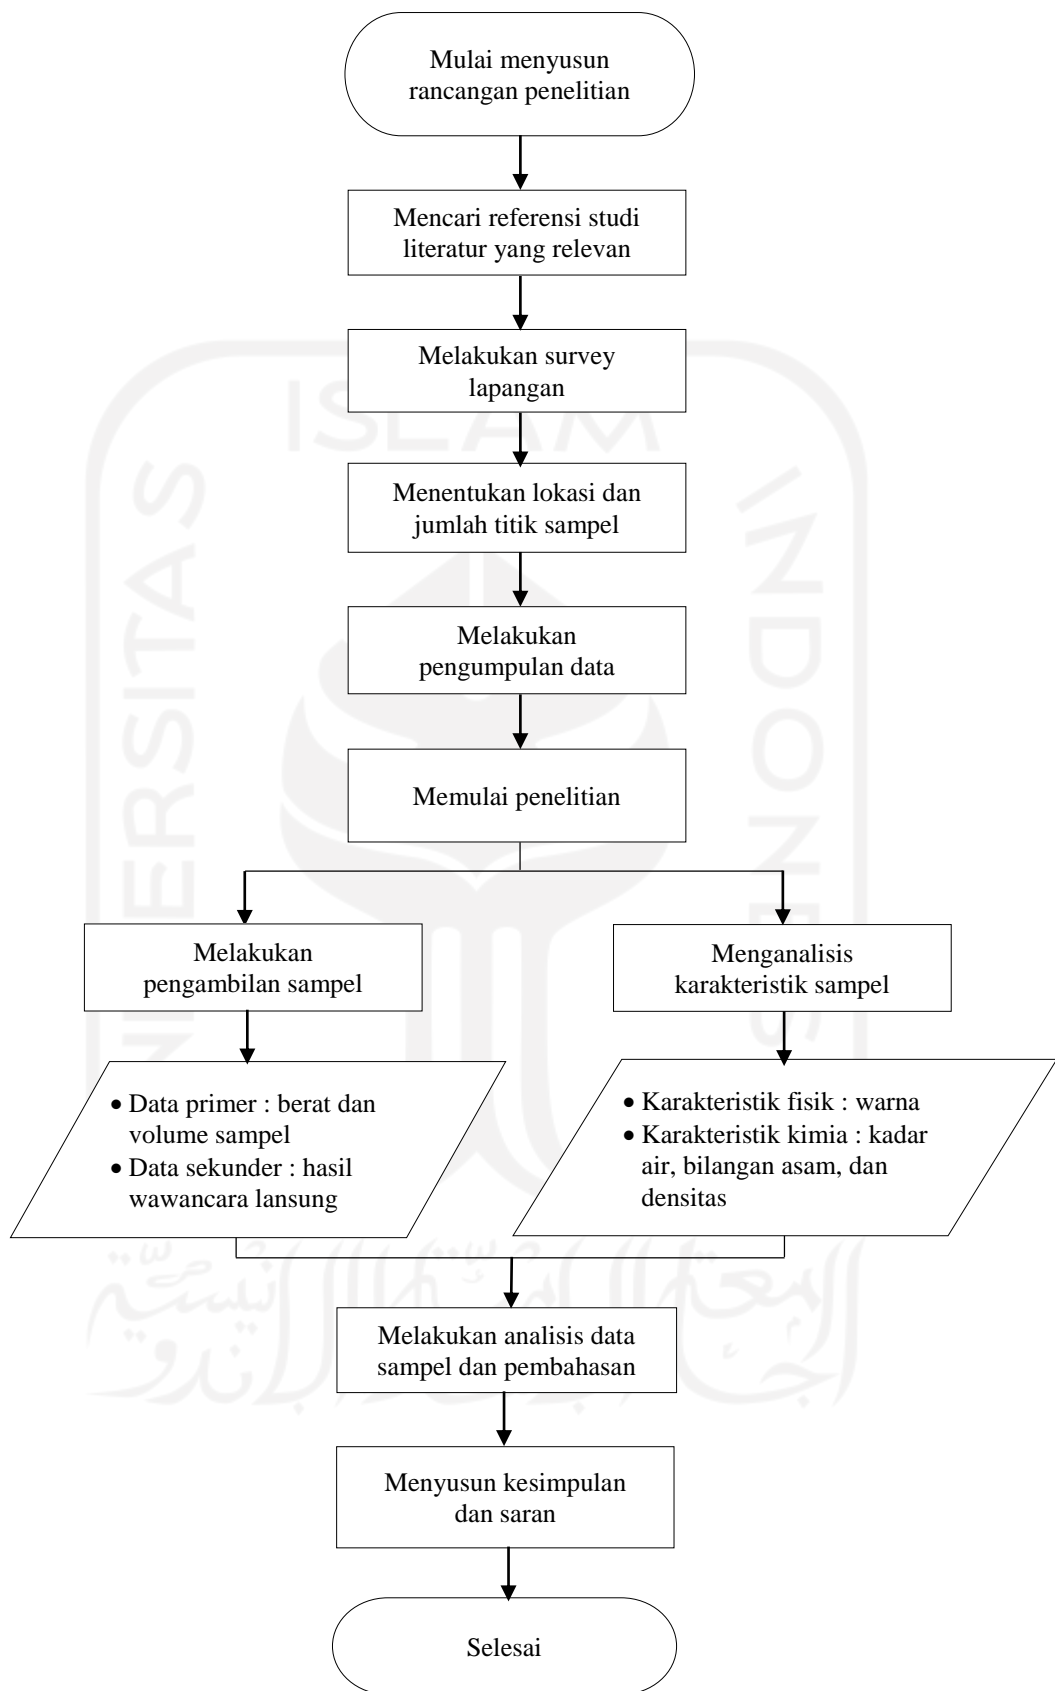 Mulai menyusun
rancangan penelitian
Mencari referensi studi
literatur yang relevan
Melakukan survey
lapangan
ISLAM
UNIVERSITAS
INDONESIA
Menentukan lokasi dan
jumlah titik sampel
Melakukan
pengumpulan data
Memulai penelitian
Melakukan
pengambilan sampel
Menganalisis
karakteristik sampel
• Data primer : berat dan
volume sampel
• Data sekunder : hasil
wawancara lansung
• Karakteristik fisik : warna
• Karakteristik kimia : kadar
air, bilangan asam, dan
densitas
Melakukan analisis data
sampel dan pembahasan
Menyusun kesimpulan
dan saran
Selesai